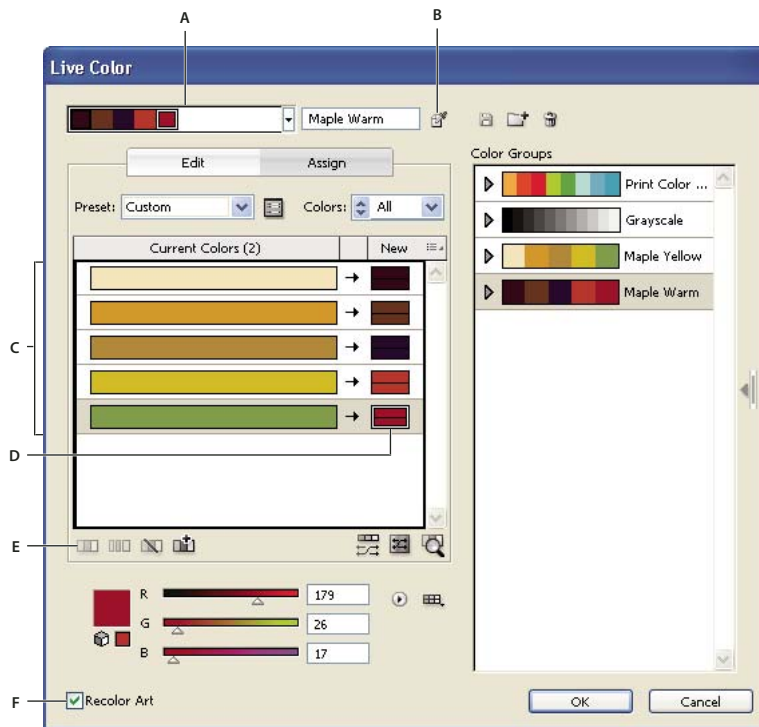 A
B
Live Color
Maple Warm
Edit
Assign
Color Groups
Preset: Custom
Colors: All
Print Color ...
Grayscale
Maple Yellow
Maple Warm
Current Colors (2)
New
C
D
E
R 179
G 26
B 17
F
Recolor Art
OK
Cancel